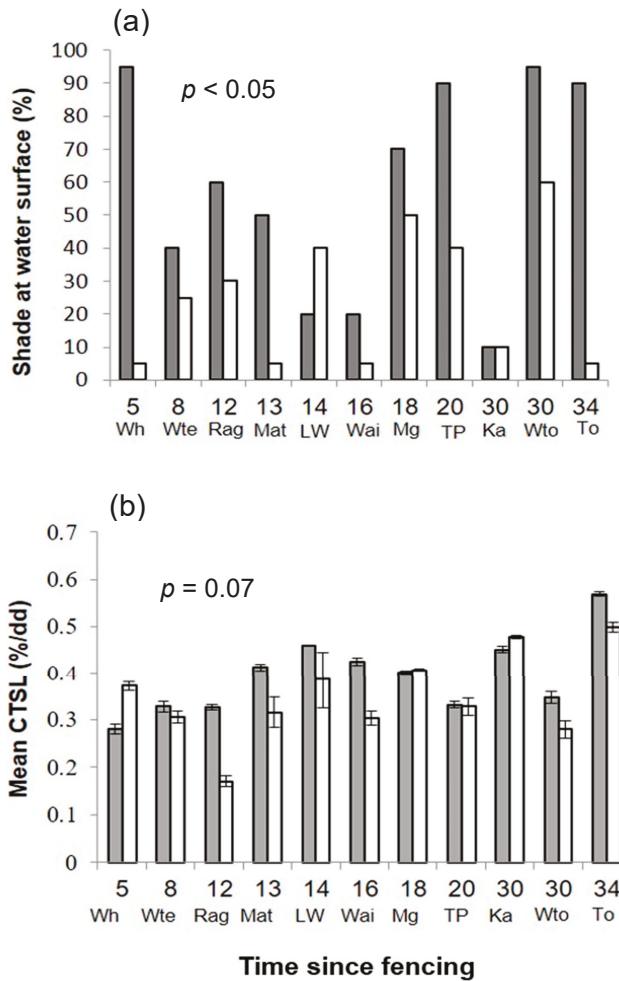 (a)
Shade at water surface (%)
100
90
80
70
60
50
40
30
20
10
0
p < 0.05
5 8 12 13 14 16 18 20 30 30 34
Wh Wte Rag Mat LW Wai Mg TP Ka Wto To
(b)
Mean CTSL (%/dd)
0.7
0.6
0.5
0.4
0.3
0.2
0.1
0
p = 0.07
5 8 12 13 14 16 18 20 30 30 34
Wh Wte Rag Mat LW Wai Mg TP Ka Wto To
Time since fencing